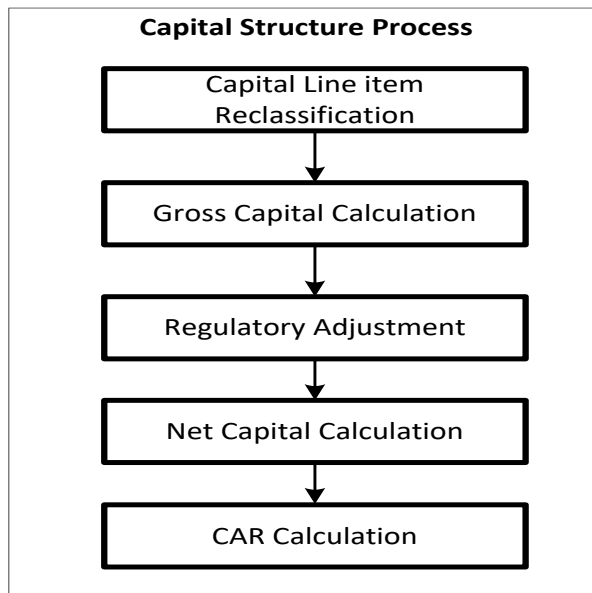 Capital Structure Process
Capital Line item
Reclassification
Gross Capital Calculation
Regulatory Adjustment
Net Capital Calculation
CAR Calculation